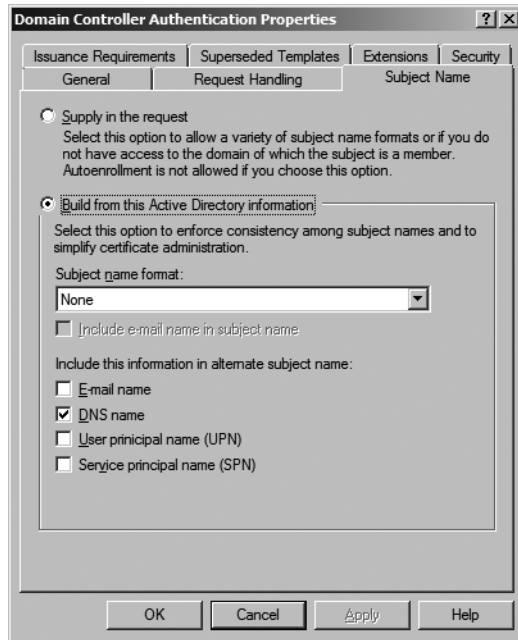 Domain Controller Authentication Properties
Issuance Requirements Superseded Templates Extensions Security
General Request Handling Subject Name
Supply in the request
Select this option to allow a variety of subject name formats or if you do
not have access to the domain of which the subject is a member.
Autoenrollment is not allowed if you choose this option.
Build from this Active Directory information
Select this option to enforce consistency among subject names and to
simplify certificate administration.
Subject name format:
None
Include e-mail name in subject name
Include this information in alternate subject name:
E-mail name
DNS name
User prinicipal name (UPN)
Service principal name (SPN)
OK Cancel Apply Help